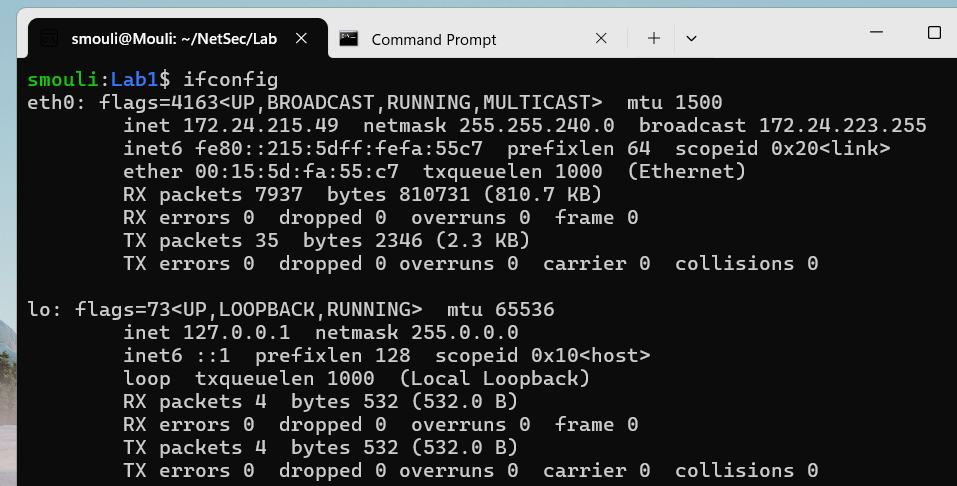 smouli@Mouli: ~/NetSec/Lab
Command Prompt
smouli:Lab1$ ifconfig
eth0: flags=4163<UP,BROADCAST,RUNNING,MULTICAST>  mtu 1500
        inet 172.24.215.49  netmask 255.255.240.0  broadcast 172.24.223.255
        inet6 fe80::215:5dff:fefa:55c7  prefixlen 64  scopeid 0x20<link>
        ether 00:15:5d:fa:55:c7  txqueuelen 1000  (Ethernet)
        RX packets 7937  bytes 810731 (810.7 KB)
        RX errors 0  dropped 0  overruns 0  frame 0
        TX packets 35  bytes 2346 (2.3 KB)
        TX errors 0  dropped 0 overruns 0  carrier 0  collisions 0

lo: flags=73<UP,LOOPBACK,RUNNING>  mtu 65536
        inet 127.0.0.1  netmask 255.0.0.0
        inet6 ::1  prefixlen 128  scopeid 0x10<host>
        loop  txqueuelen 1000  (Local Loopback)
        RX packets 4  bytes 532 (532.0 B)
        RX errors 0  dropped 0  overruns 0  frame 0
        TX packets 4  bytes 532 (532.0 B)
        TX errors 0  dropped 0 overruns 0  carrier 0  collisions 0